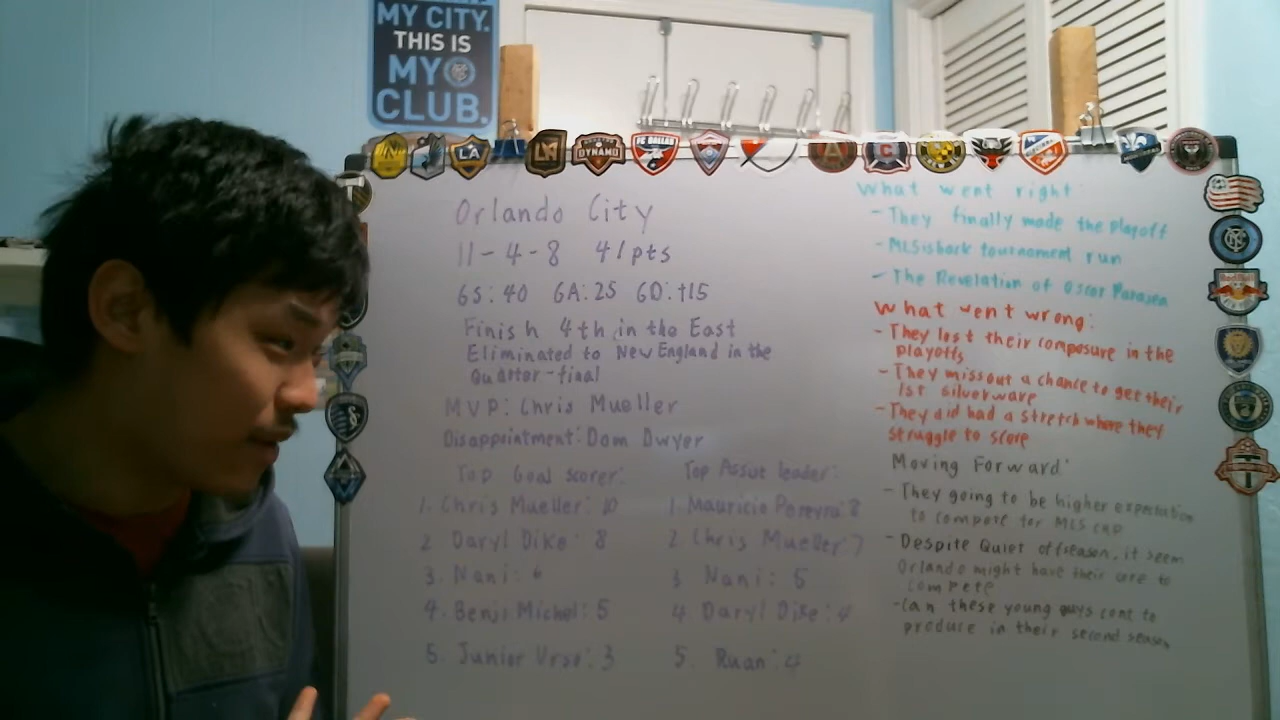 MY CITY.
THIS IS
MY
CLUB.
LA
DYNAMO
FC DALLAS
Orlando City
11-4-8 41pts
GS:40 GA:25 GD:+15
Finish 4th in the East
Eliminated to New England in the
Quarter-final
MVP: Chris Mueller
Disappointment: Dom Dwyer
Top Goal scorer:
1. Chris Mueller: 10
2 Daryl Dike: 8
3. Nani: 6
4. Benji Michel: 5
5. Junior Urso: 3
Top Assist leader:
1 Mauricio Pereyra: 8
2 Chris Mueller 7
3 Nani: 5
4. Daryl Dike: 4
5. Ruan: 4
What went right:
- They finally made the playoff
- MLSisback tournament run
- The Revelation of Oscar Pareja
What went wrong:
- They lost their composure in the
playoffs
- They missout a chance to get their
1st silverware
- They did had a stretch where they
struggle to score
Moving Forward:
- They going to be higher expectation
to compete for MLS cup
- Despite Quiet offseason, it seem
Orlando might have their core to
compete
- Can these young guys cont to
produce in their second season